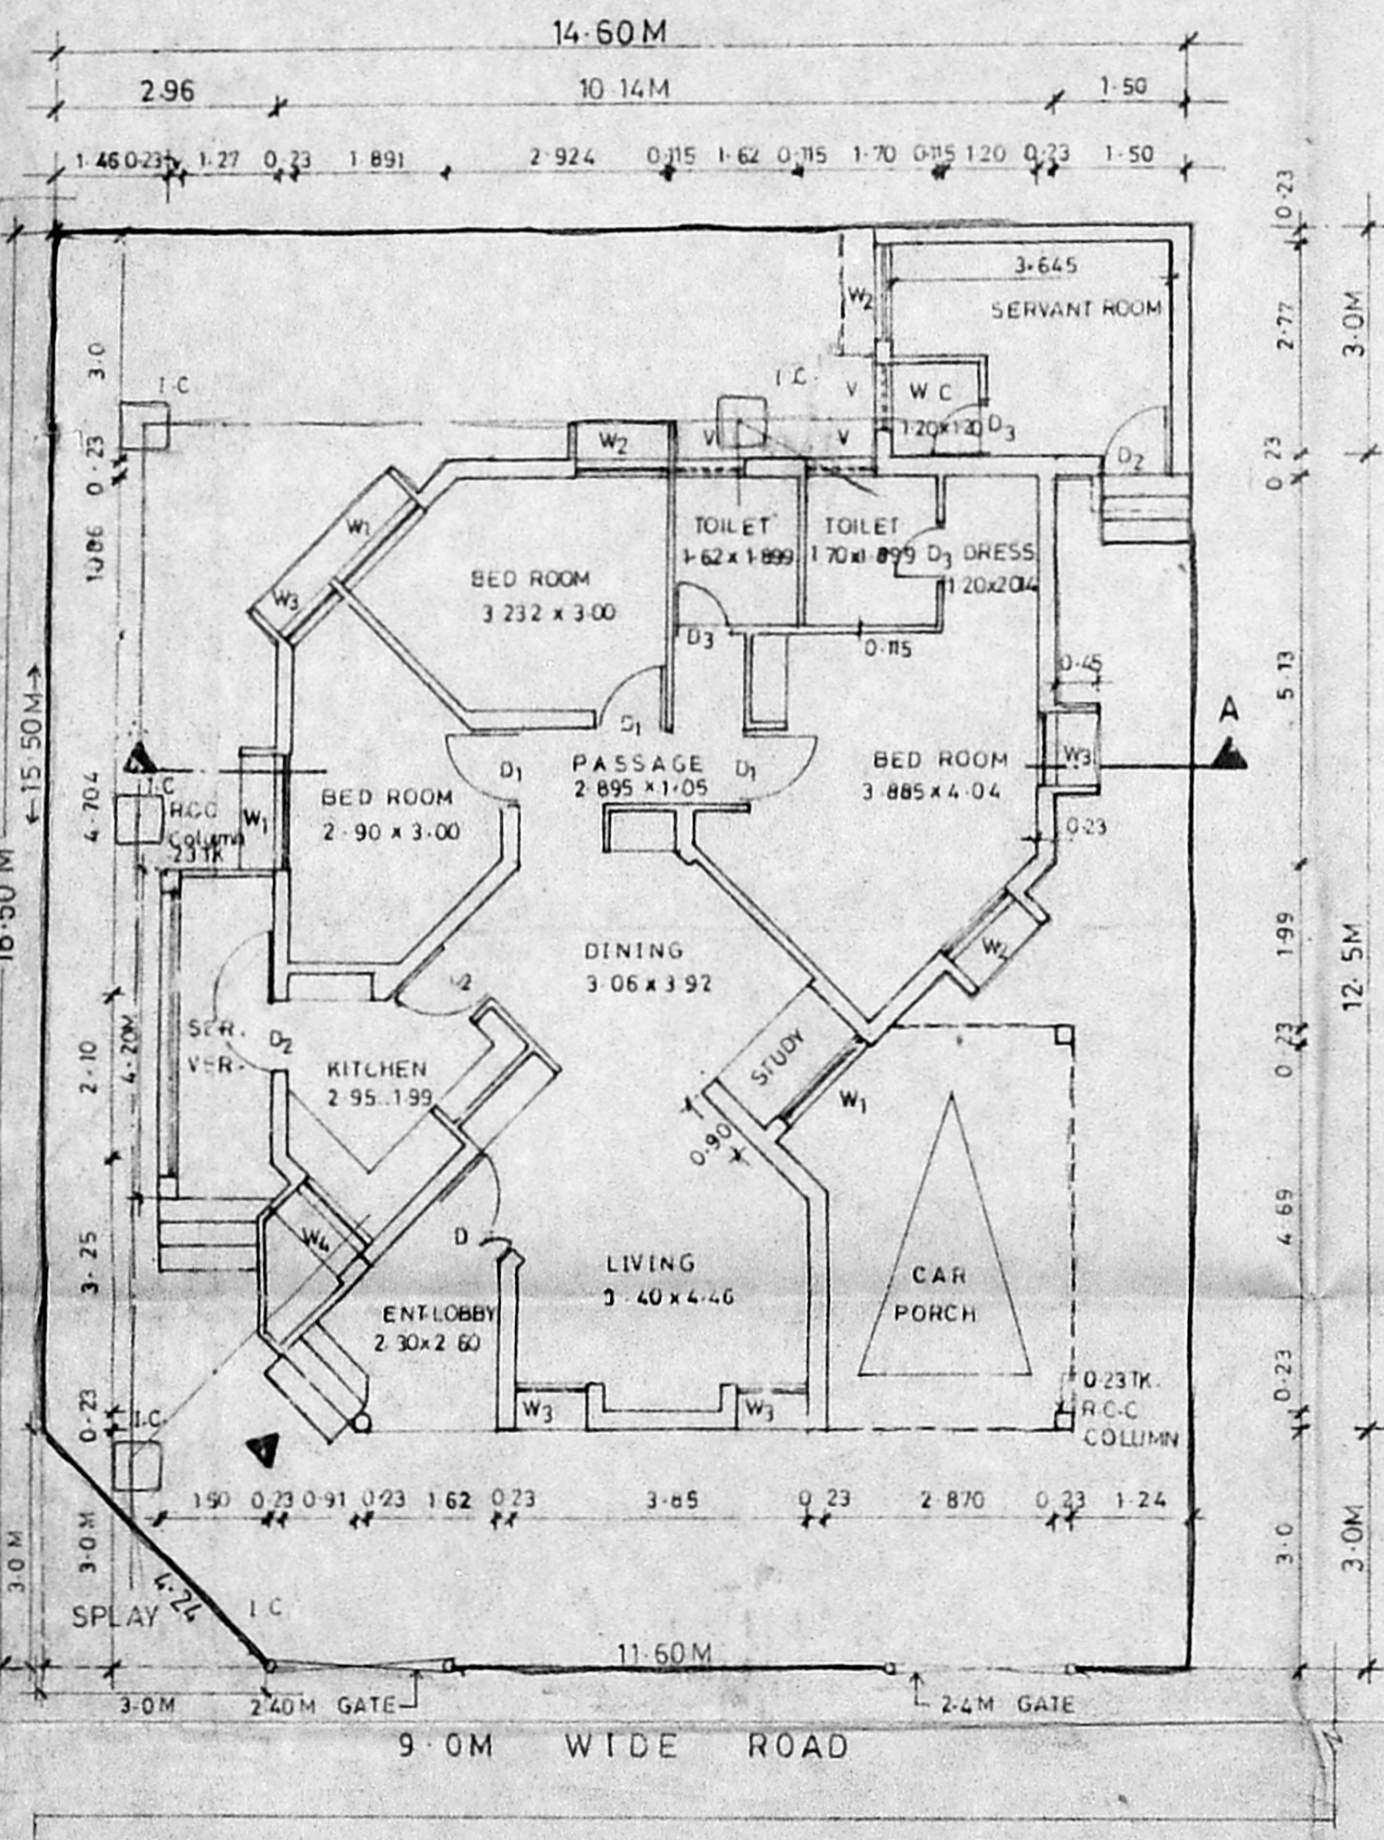 14.60M
2.96 10.14M 1.50
1.46 0.23 1.27 0.23 1.891 2.924 0.115 1.62 0.115 1.70 0.115 1.20 0.23 1.50
0.23
3.645
SERVANT ROOM
W2
2.77
3.0M
3.0
I.C
I.C.
V
W C
1.20x1.20
D3
W2
V
V
D2
0.23
0.23
W1
TOILET
1.62 x 1.899
TOILET
1.70x1.899
D3
DRESS
1.20x2.014
1.086
BED ROOM
3.232 x 3.00
W3
D3
0.115
0.45
5.13
←15.50M→
D1
A
PASSAGE
2.895 x 1.05
D1
D1
BED ROOM
3.885 x 4.04
W3
I.C
BED ROOM
2.90 x 3.00
4.704
R.C.C
Column
.23 TK
W1
0.23
18.50 M
DINING
3.06 x 3.92
W2
1.99
12.5M
SER.
VER.
D2
4.20M
2.10
KITCHEN
2.95 1.99
STUDY
W1
0.90
0.23
W4
D
LIVING
3.40 x 4.46
CAR
PORCH
4.69
3.25
ENT.LOBBY
2.30x2.60
W3
W3
0.23TK.
R.C.C
COLUMN
0.23
0.23
I.C.
1.50 0.23 0.91 0.23 1.62 0.23 3.85 0.23 2.870 0.23 1.24
3.0M
3.0M
3.0
3.0M
SPLAY
4.24
I.C.
11.60M
3.0M
2.40M GATE
2.4M GATE
9.0M WIDE ROAD